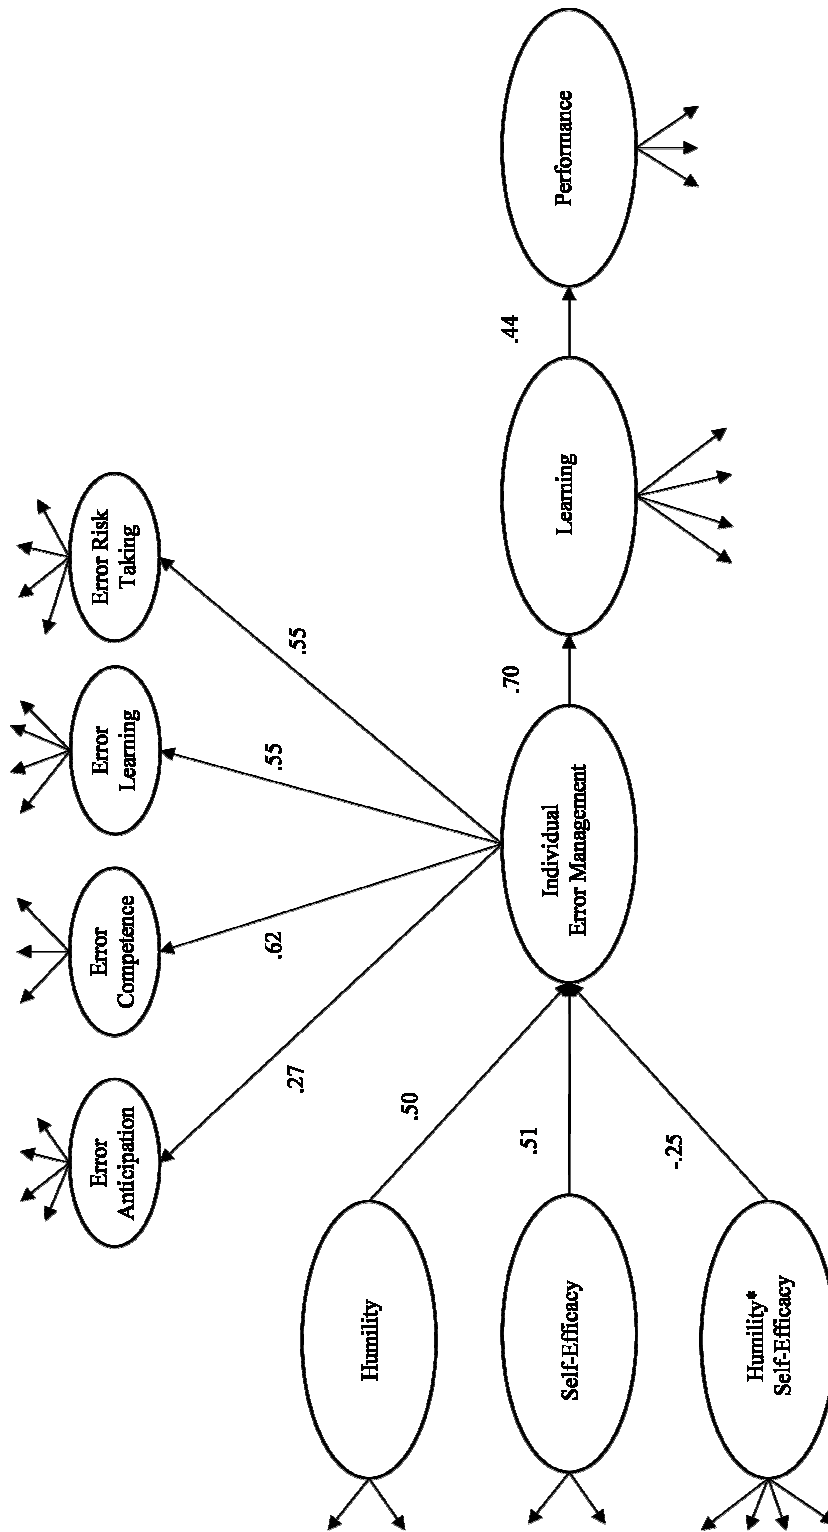 Error
Anticipation
Error
Competence
Error
Learning
Error Risk
Taking
.27
.62
.55
.55
Humility
.50
Self-Efficacy
.51
Humility*
Self-Efficacy
-.25
Individual
Error Management
.70
Learning
.44
Performance